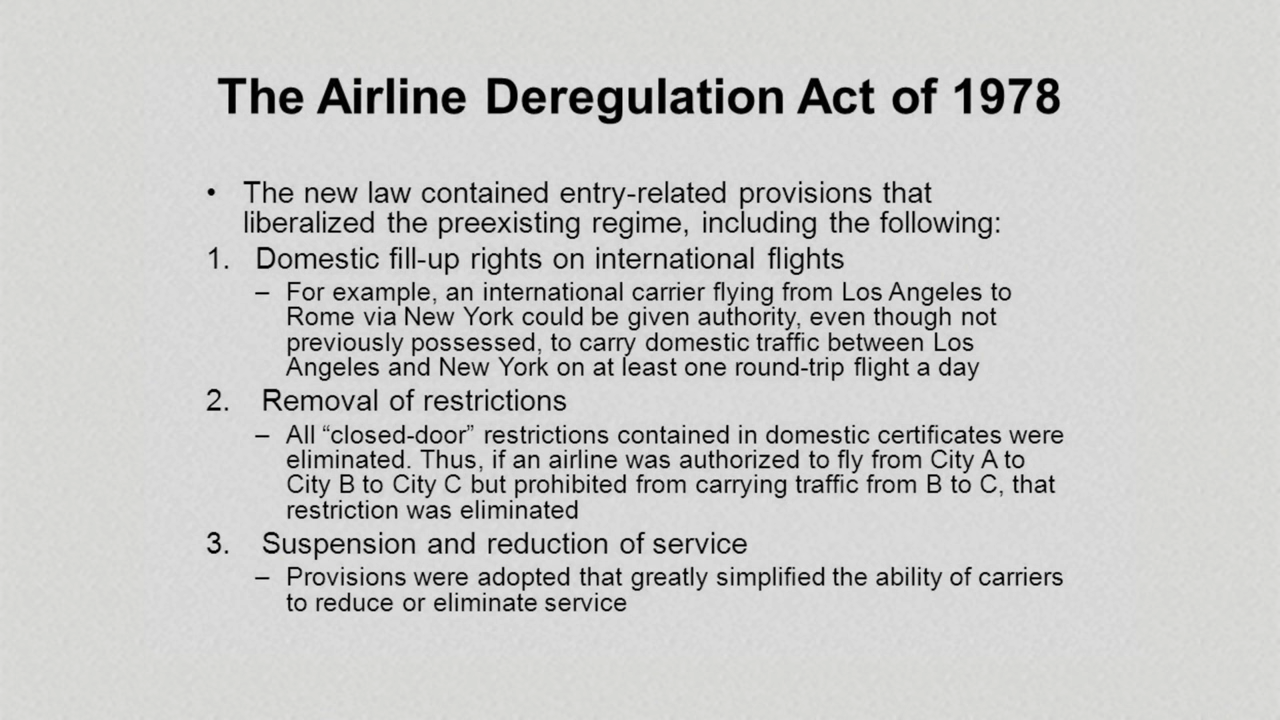 The Airline Deregulation Act of 1978
• The new law contained entry-related provisions that
liberalized the preexisting regime, including the following:
1. Domestic fill-up rights on international flights
– For example, an international carrier flying from Los Angeles to
Rome via New York could be given authority, even though not
previously possessed, to carry domestic traffic between Los
Angeles and New York on at least one round-trip flight a day
2. Removal of restrictions
– All “closed-door” restrictions contained in domestic certificates were
eliminated. Thus, if an airline was authorized to fly from City A to
City B to City C but prohibited from carrying traffic from B to C, that
restriction was eliminated
3. Suspension and reduction of service
– Provisions were adopted that greatly simplified the ability of carriers
to reduce or eliminate service